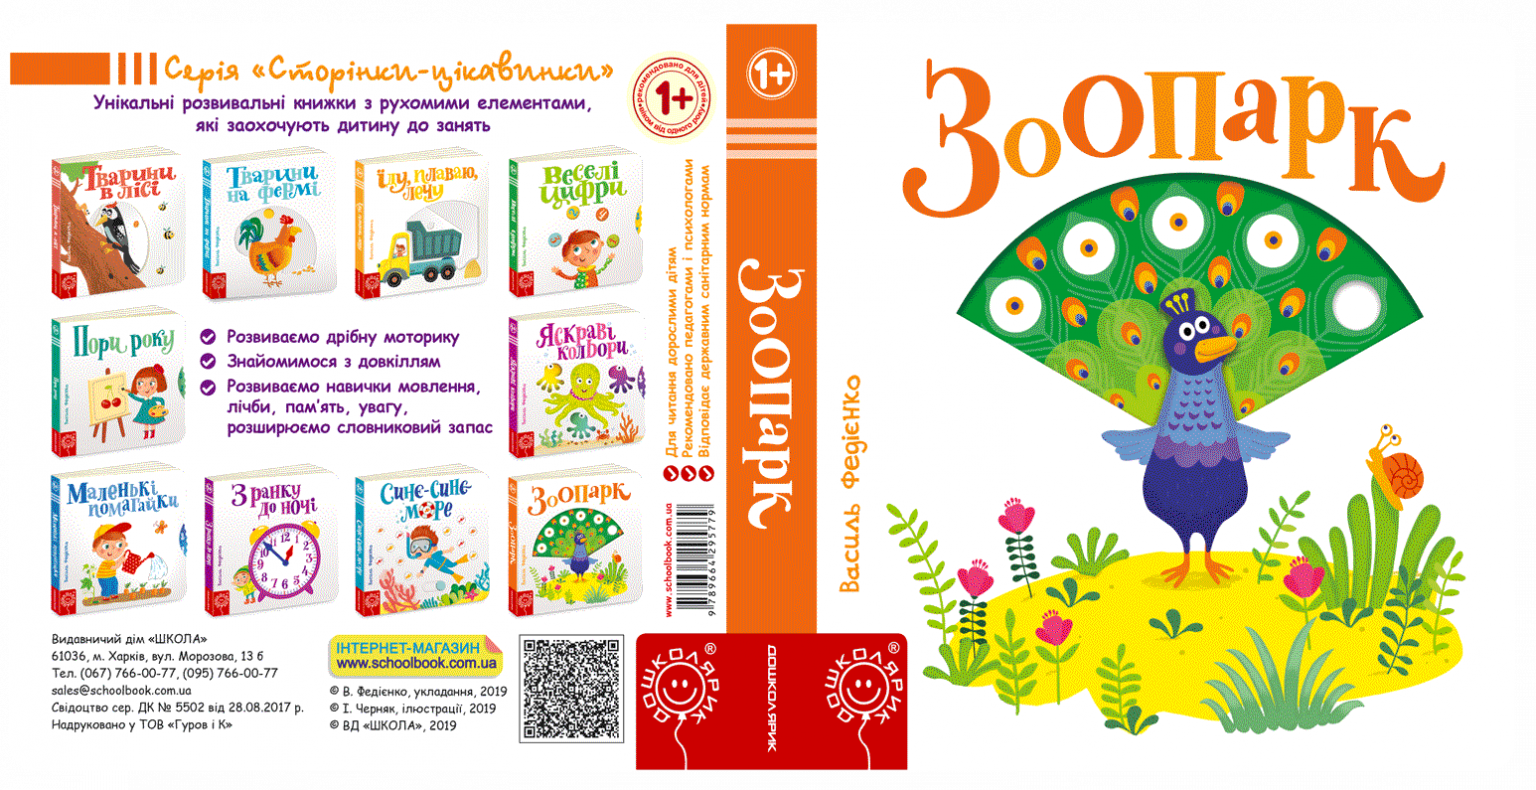 Серія «Сторінки-цікавинки»
Унікальні розвивальні книжки з рухомими елементами,
які заохочують дитину до занять
рекомендовано для дітей
віком від одного року
1+
Тварини
в лісі
Тварини
на фермі
Їду, плаваю,
лечу
Веселі
цифри
Пори року
Розвиваємо дрібну моторику
Знайомимося з довкіллям
Розвиваємо навички мовлення,
лічби, пам'ять, увагу,
розширюємо словниковий запас
Яскраві
кольори
Маленькі
помагайки
З ранку
до ночі
Синє-синє
море
Зоопарк
Видавничий дім «ШКОЛА»
61036, м. Харків, вул. Морозова, 13 б
Тел. (067) 766-00-77, (095) 766-00-77
sales@schoolbook.com.ua
Свідоцтво сер. ДК № 5502 від 28.08.2017 р.
Надруковано у ТОВ «Гуров і К»
ІНТЕРНЕТ-МАГАЗИН
www.schoolbook.com.ua
© В. Федієнко, укладання, 2019
© І. Черняк, ілюстрації, 2019
© ВД «ШКОЛА», 2019
Для читання дорослими дітям
Рекомендовано педагогами і психологами
Відповідає державним санітарним нормам
www.schoolbook.com.ua
9 789664 295779
ДОШКОЛЯРИК®
1+
Зоопарк
ДОШКОЛЯРИК
ДОШКОЛЯРИК®
Василь Федієнко
Зоопарк